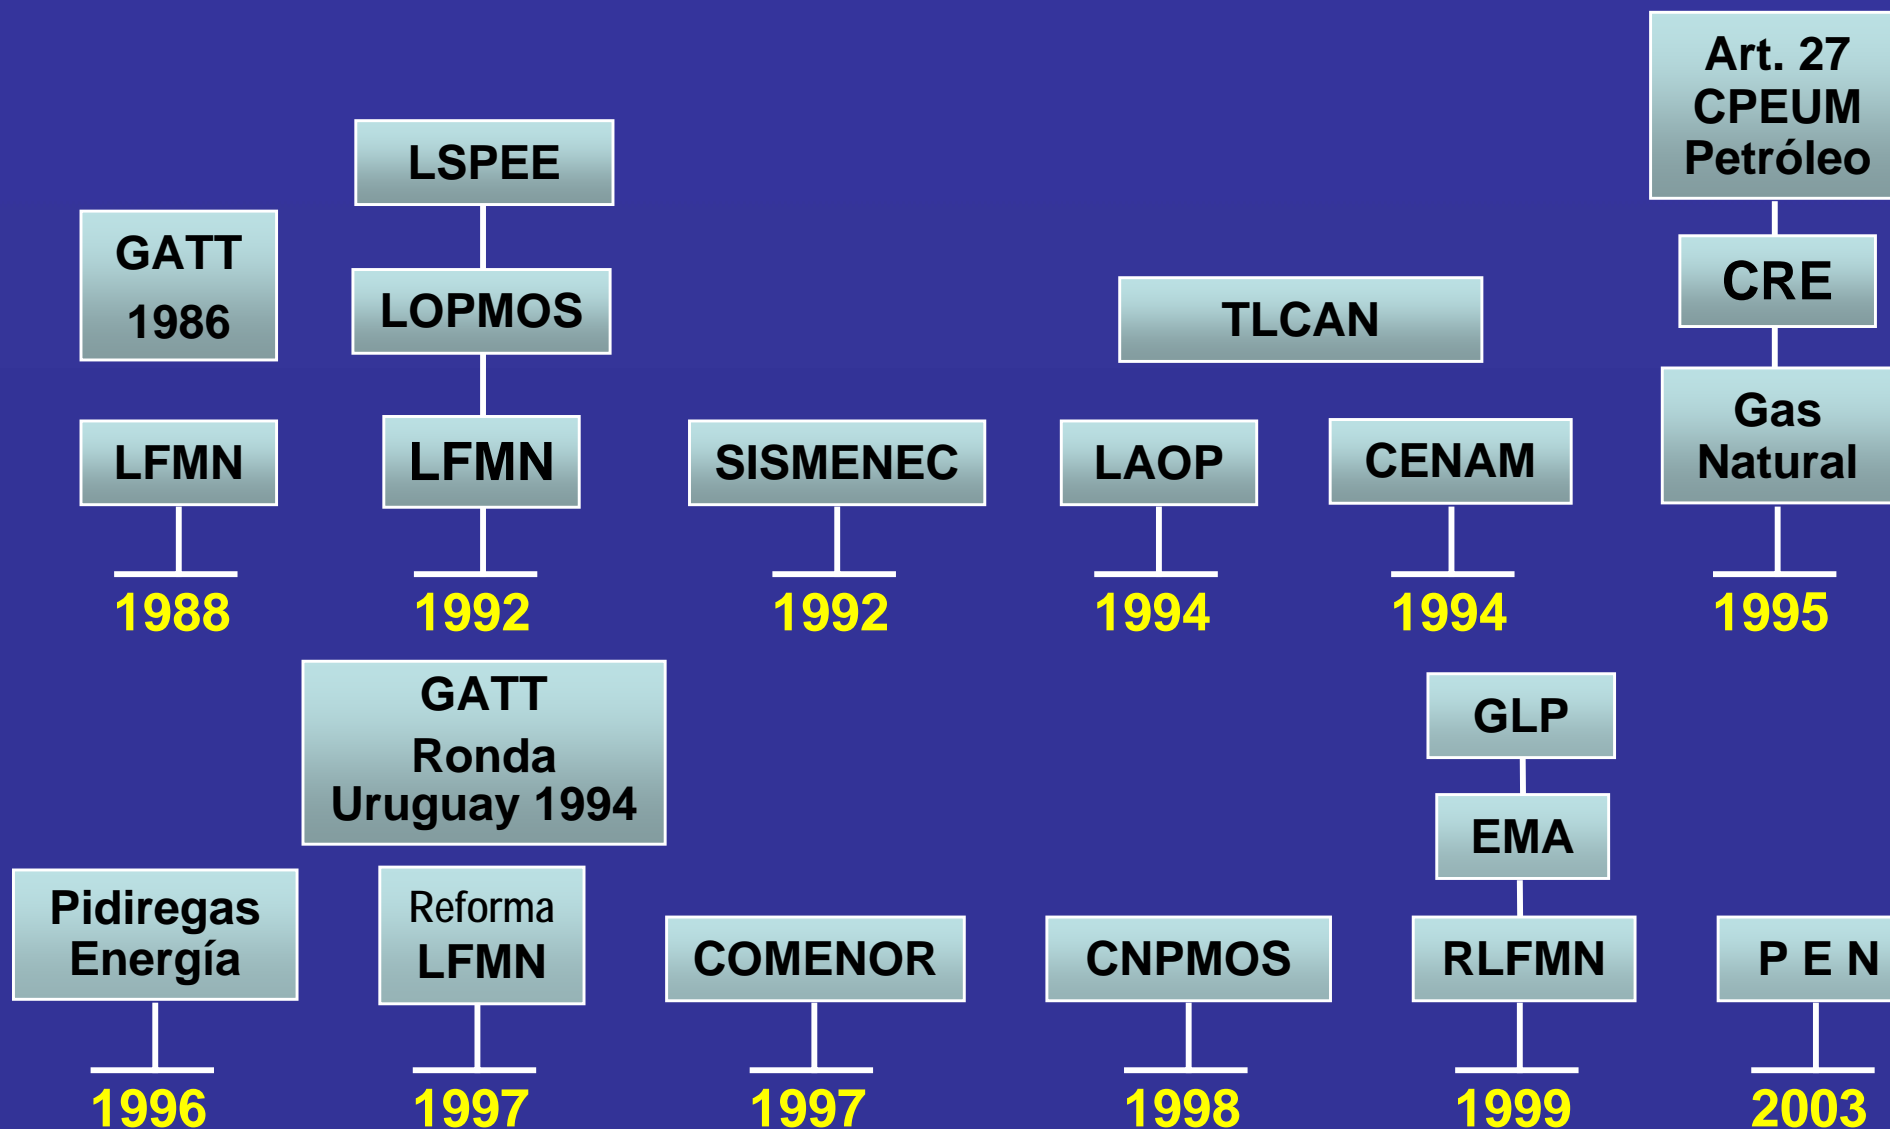 GATT
1986
LFMN
1988
LSPEE
LOPMOS
LFMN
1992
SISMENEC
1992
TLCAN
LAOP
1994
CENAM
1994
Art. 27
CPEUM
Petróleo
CRE
Gas
Natural
1995
Pidiregas
Energía
1996
GATT
Ronda
Uruguay 1994
Reforma
LFMN
1997
COMENOR
1997
CNPMOS
1998
GLP
EMA
RLFMN
1999
P E N
2003